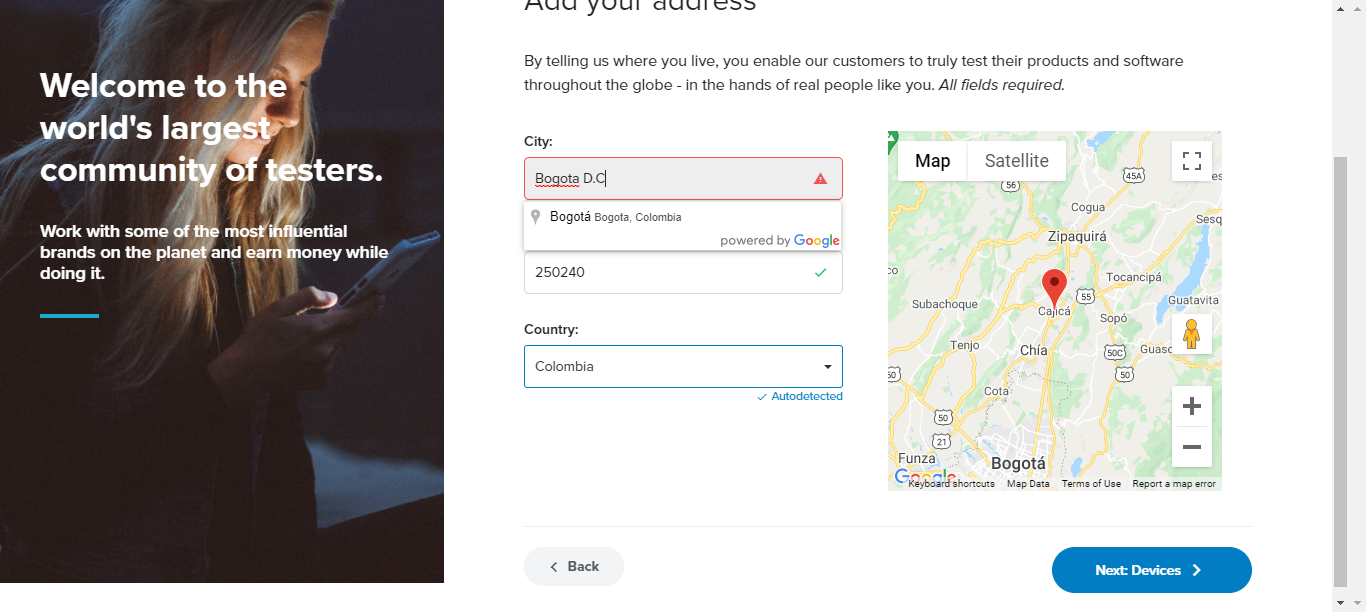 Add your address
Welcome to the
world's largest
community of testers.
Work with some of the most influential
brands on the planet and earn money while
doing it.
By telling us where you live, you enable our customers to truly test their products and software
throughout the globe - in the hands of real people like you. All fields required.
City:
Bogota D.C
Bogotá Bogota, Colombia
powered by Google
250240
Country:
Colombia
Autodetected
Map
Satellite
45A
56
Cogua
Sesq
Zipaquirá
co
Tocancipá
55
Guatavita
Subachoque
Cajicá
Sopó
Tenjo
Chía
50C
Guasc
50
50
Cota
50
21
Funza
Bogotá
Google
Keyboard shortcuts
Map Data
Terms of Use
Report a map error
Back
Next: Devices